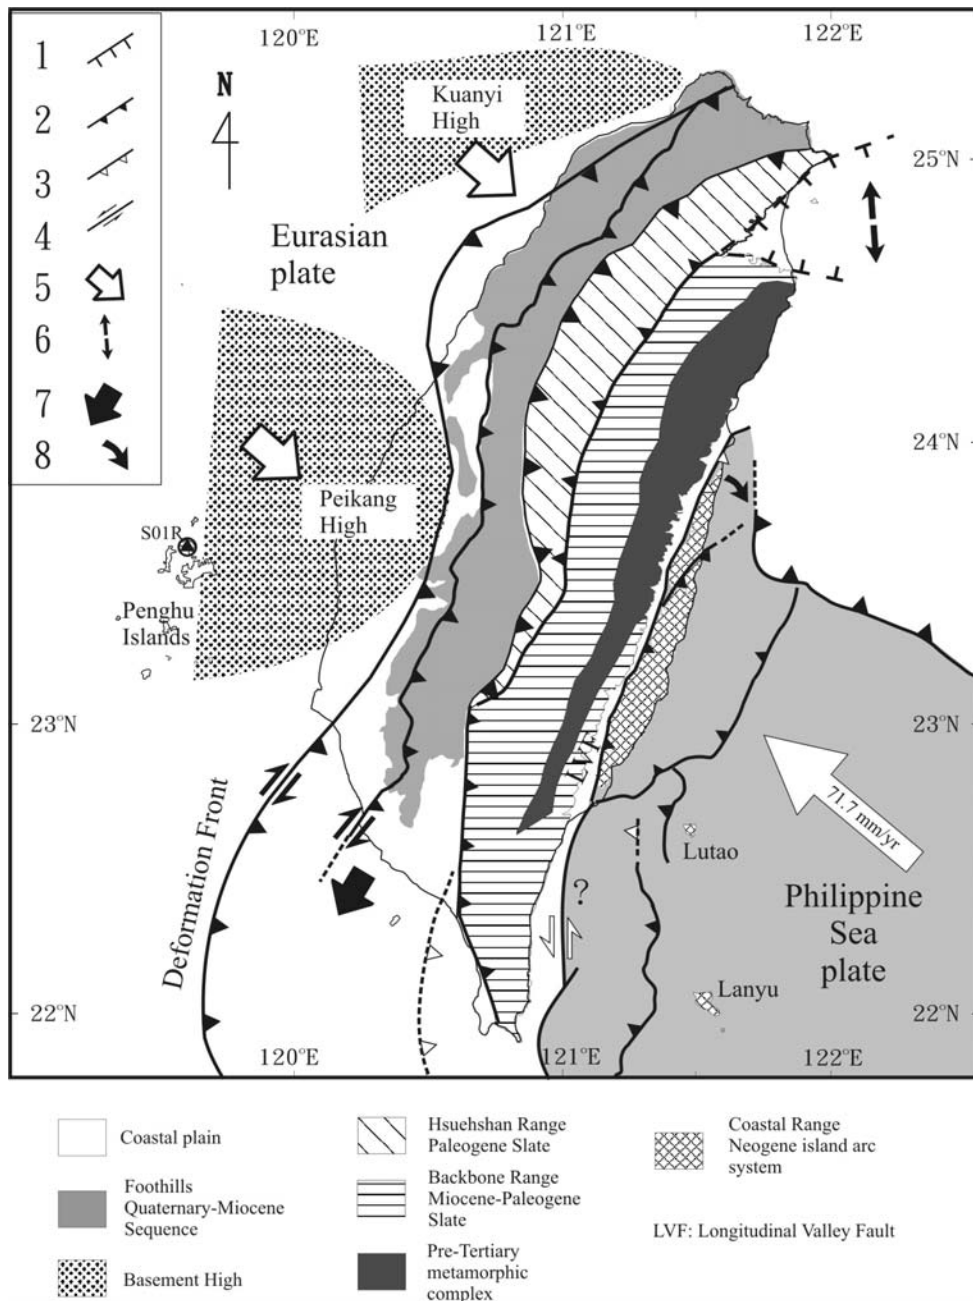 120°E
121°E
122°E
1
2
3
4
5
6
7
8
N
Kuanyi
High
25°N
Eurasian
plate
24°N
Peikang
High
S01R
Penghu
Islands
23°N
23°N
LVF
71.7 mm/yr
Deformation Front
Lutao
?
Philippine
Sea
plate
Lanyu
22°N
22°N
120°E
121°E
122°E
Coastal plain
Foothills
Quaternary-Miocene
Sequence
Basement High
Hsuehshan Range
Paleogene Slate
Backbone Range
Miocene-Paleogene
Slate
Pre-Tertiary
metamorphic
complex
Coastal Range
Neogene island arc
system
LVF: Longitudinal Valley Fault